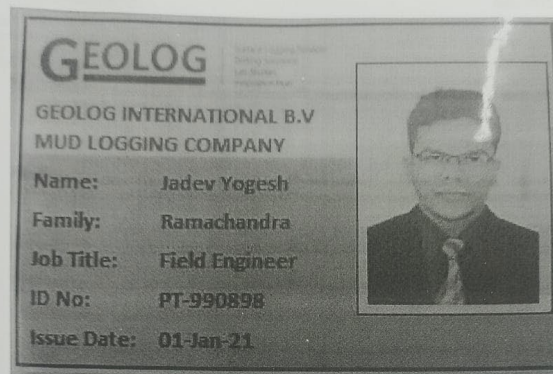 GEOLOG
GEOLOG INTERNATIONAL B.V
MUD LOGGING COMPANY
Name: Jadev Yogesh
Family: Ramachandra
Job Title: Field Engineer
ID No: PT-990898
Issue Date: 01-Jan-21